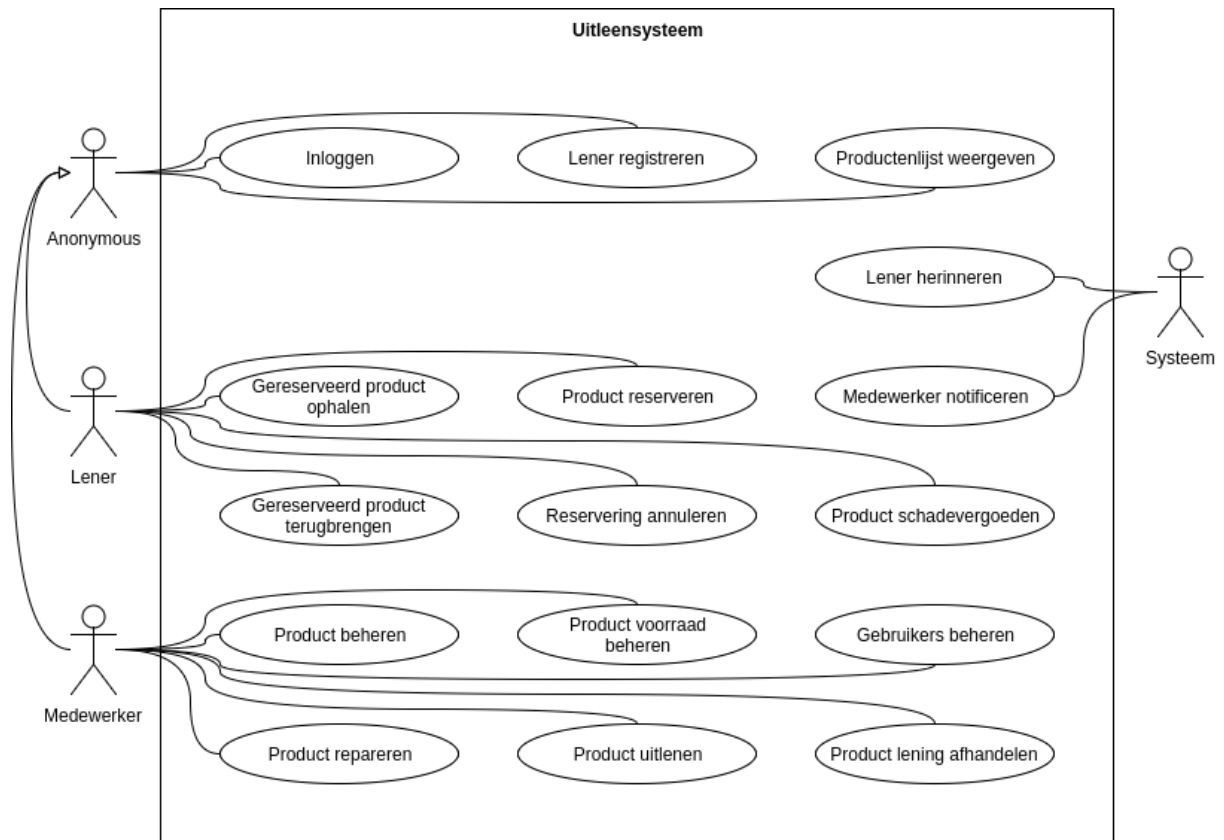 Uitleensysteem
Inloggen
Lener registreren
Productenlijst weergeven
Anonymous
Lener herinneren
Systeem
Gereserveerd product
ophalen
Product reserveren
Medewerker notificeren
Lener
Gereserveerd product
terugbrengen
Reservering annuleren
Product schadevergoeden
Product beheren
Product voorraad
beheren
Gebruikers beheren
Medewerker
Product repareren
Product uitlenen
Product lening afhandelen